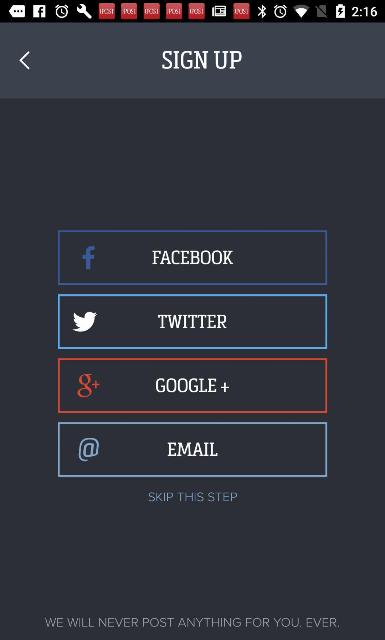 2:16
SIGN UP
FACEBOOK
TWITTER
GOOGLE +
EMAIL
SKIP THIS STEP
WE WILL NEVER POST ANYTHING FOR YOU. EVER.